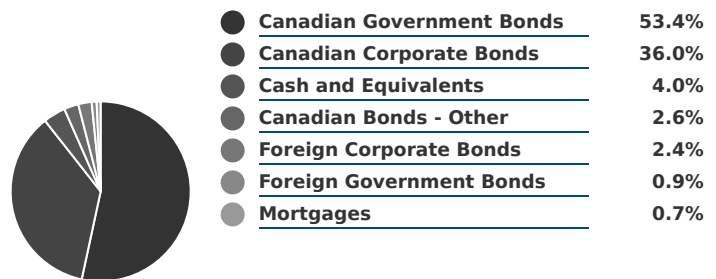 Canadian Government Bonds 53.4%
Canadian Corporate Bonds 36.0%
Cash and Equivalents 4.0%
Canadian Bonds - Other 2.6%
Foreign Corporate Bonds 2.4%
Foreign Government Bonds 0.9%
Mortgages 0.7%